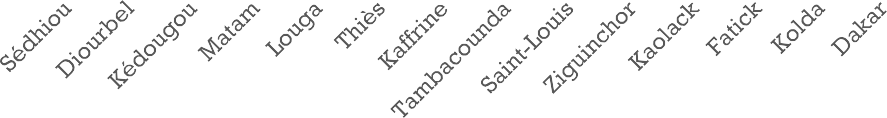 Sédhiou
Diourbel
Kédougou
Matam
Louga
Thiès
Kaffrine
Tambacounda
Saint-Louis
Ziguinchor
Kaolack
Fatick
Kolda
Dakar